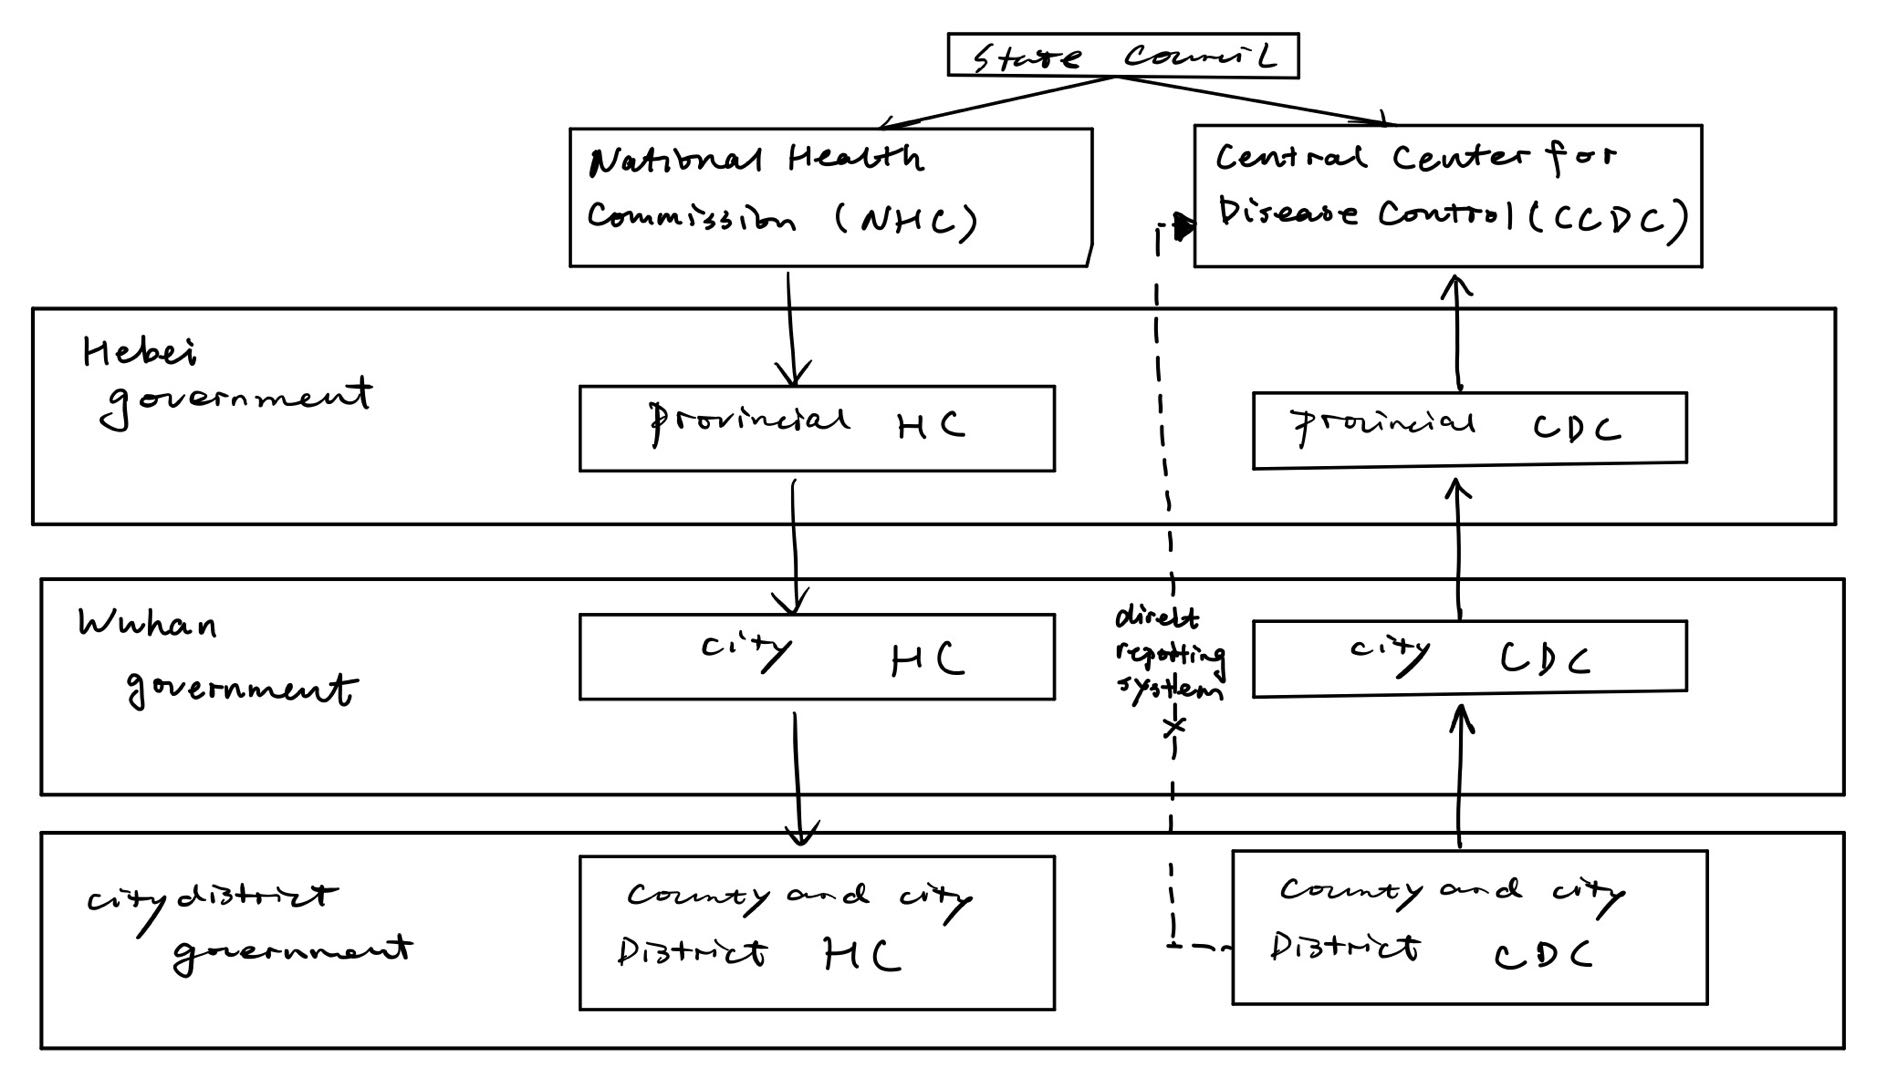 State Council
National Health
Commission (NHC)
Central Center for
Disease Control (CCDC)
Hebei
government
Provincial HC
Provincial CDC
Wuhan
government
city HC
direct
reporting
system
city CDC
city district
government
County and city
District HC
County and city
District CDC